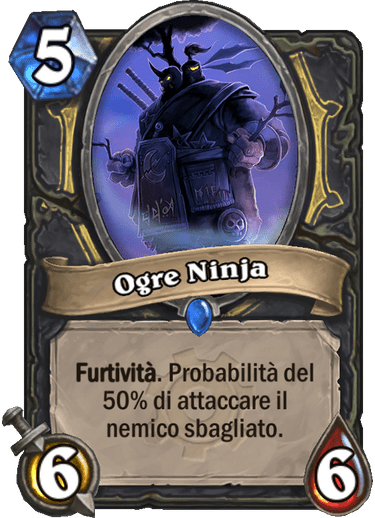 5
Ogre Ninja
Furtività. Probabilità del
50% di attaccare il
nemico sbagliato.
6
6